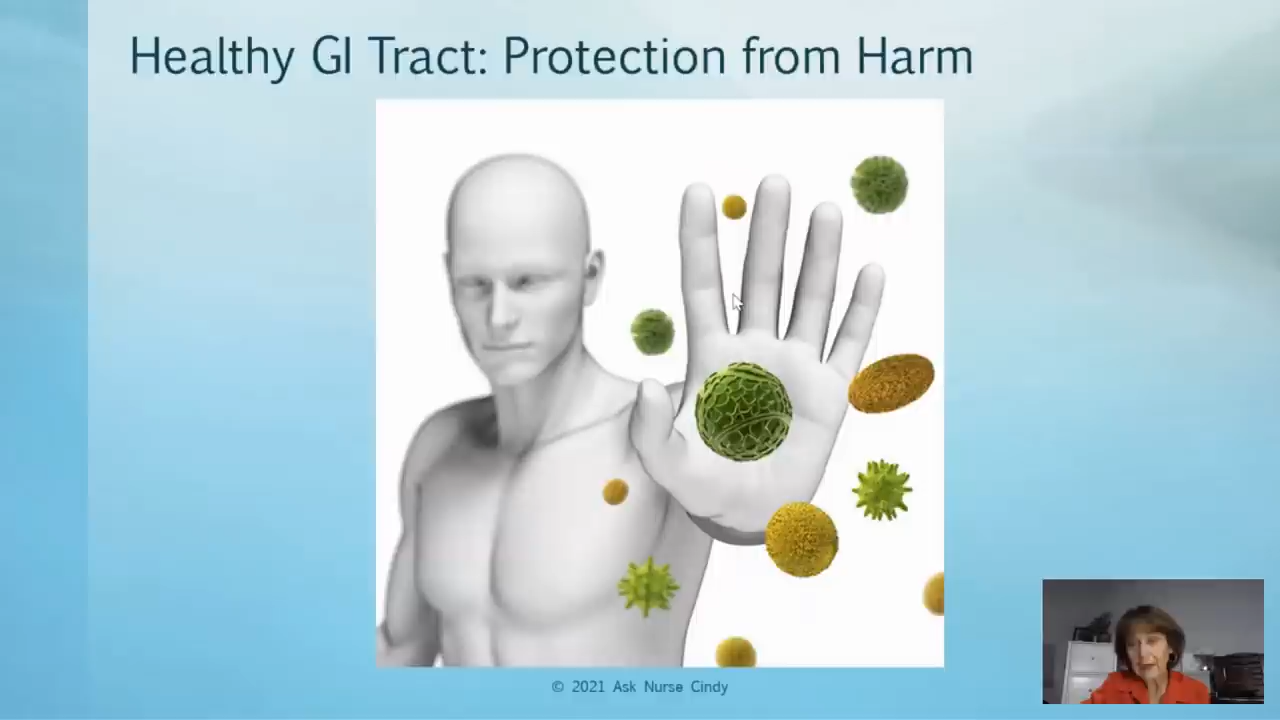 Healthy GI Tract: Protection from Harm
© 2021 Ask Nurse Cindy